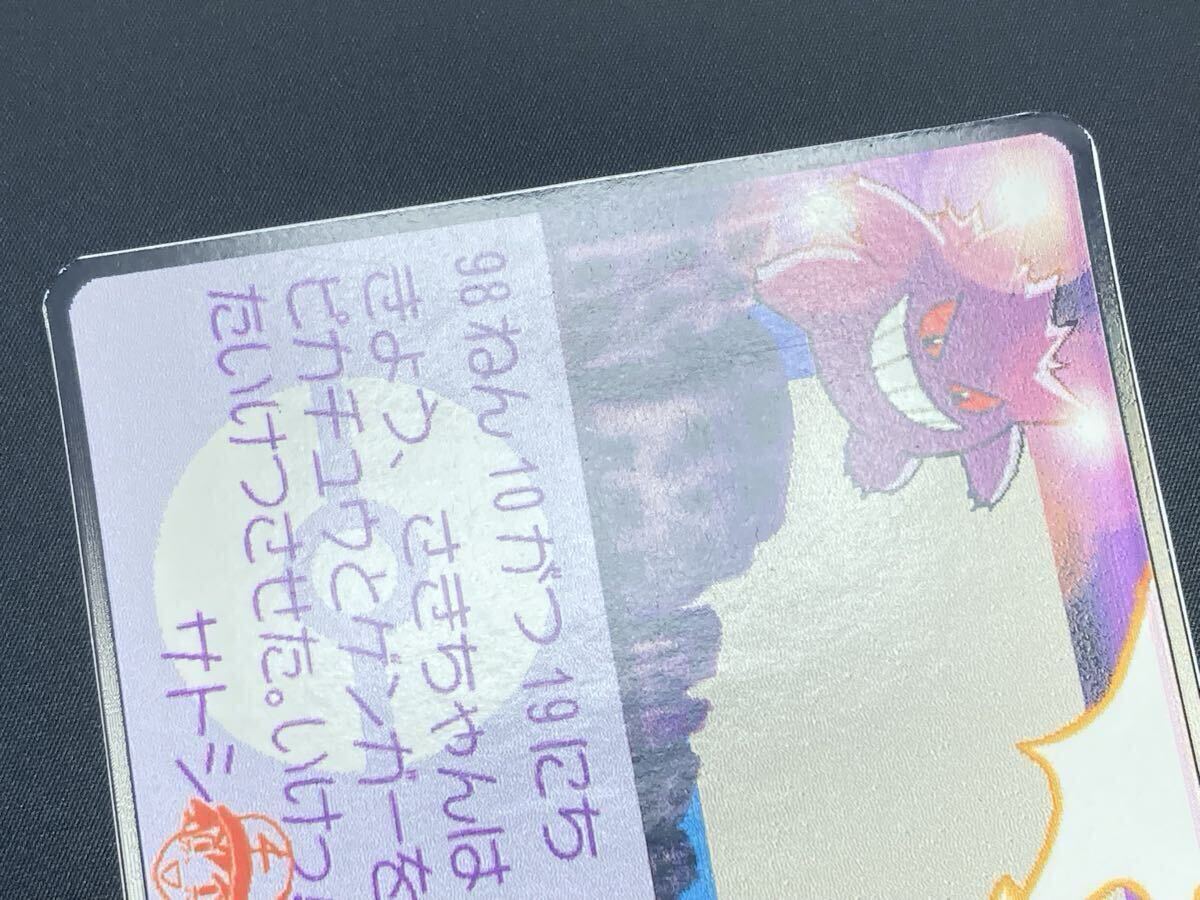 98ねん10がつ19にち
きょう、さきちゃんは
ピカチュウとゲンガーを
たいけつさせた。いけっ
サトシ